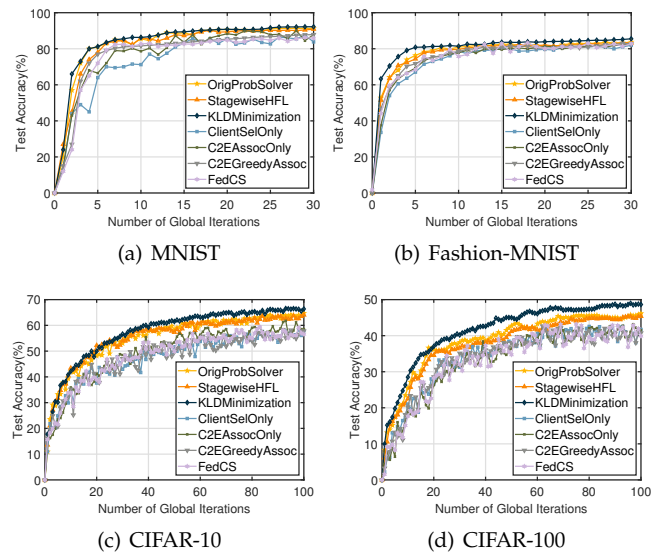 100
80
60
40
20
0
Test Accuracy(%)
OrigProbSolver
StagewiseHFL
KLDMinimization
ClientSelOnly
C2EAssocOnly
C2EGreedyAssoc
FedCS
0 5 10 15 20 25 30
Number of Global Iterations
(a) MNIST
100
80
60
40
20
0
Test Accuracy(%)
OrigProbSolver
StagewiseHFL
KLDMinimization
ClientSelOnly
C2EAssocOnly
C2EGreedyAssoc
FedCS
0 5 10 15 20 25 30
Number of Global Iterations
(b) Fashion-MNIST
70
60
50
40
30
20
10
0
Test Accuracy(%)
OrigProbSolver
StagewiseHFL
KLDMinimization
ClientSelOnly
C2EAssocOnly
C2EGreedyAssoc
FedCS
0 20 40 60 80 100
Number of Global Iterations
(c) CIFAR-10
50
40
30
20
10
0
Test Accuracy(%)
OrigProbSolver
StagewiseHFL
KLDMinimization
ClientSelOnly
C2EAssocOnly
C2EGreedyAssoc
FedCS
0 20 40 60 80 100
Number of Global Iterations
(d) CIFAR-100